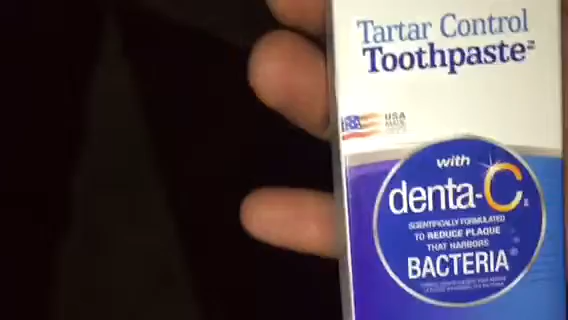 Tartar Control
Toothpaste
USA
with
denta-C
SCIENTIFICALLY FORMULATED
TO REDUCE PLAQUE
THAT HARBORS
BACTERIA